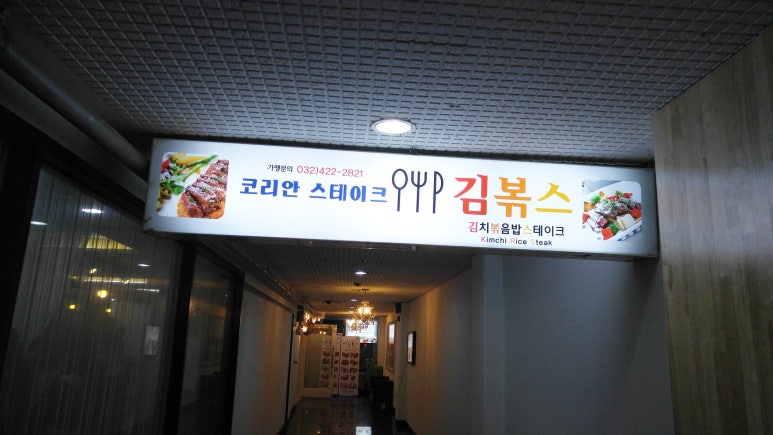 가맹문의 032)422-2821
코리안 스테이크
김볶스
김치볶음밥스테이크
Kimchi Rice Steak